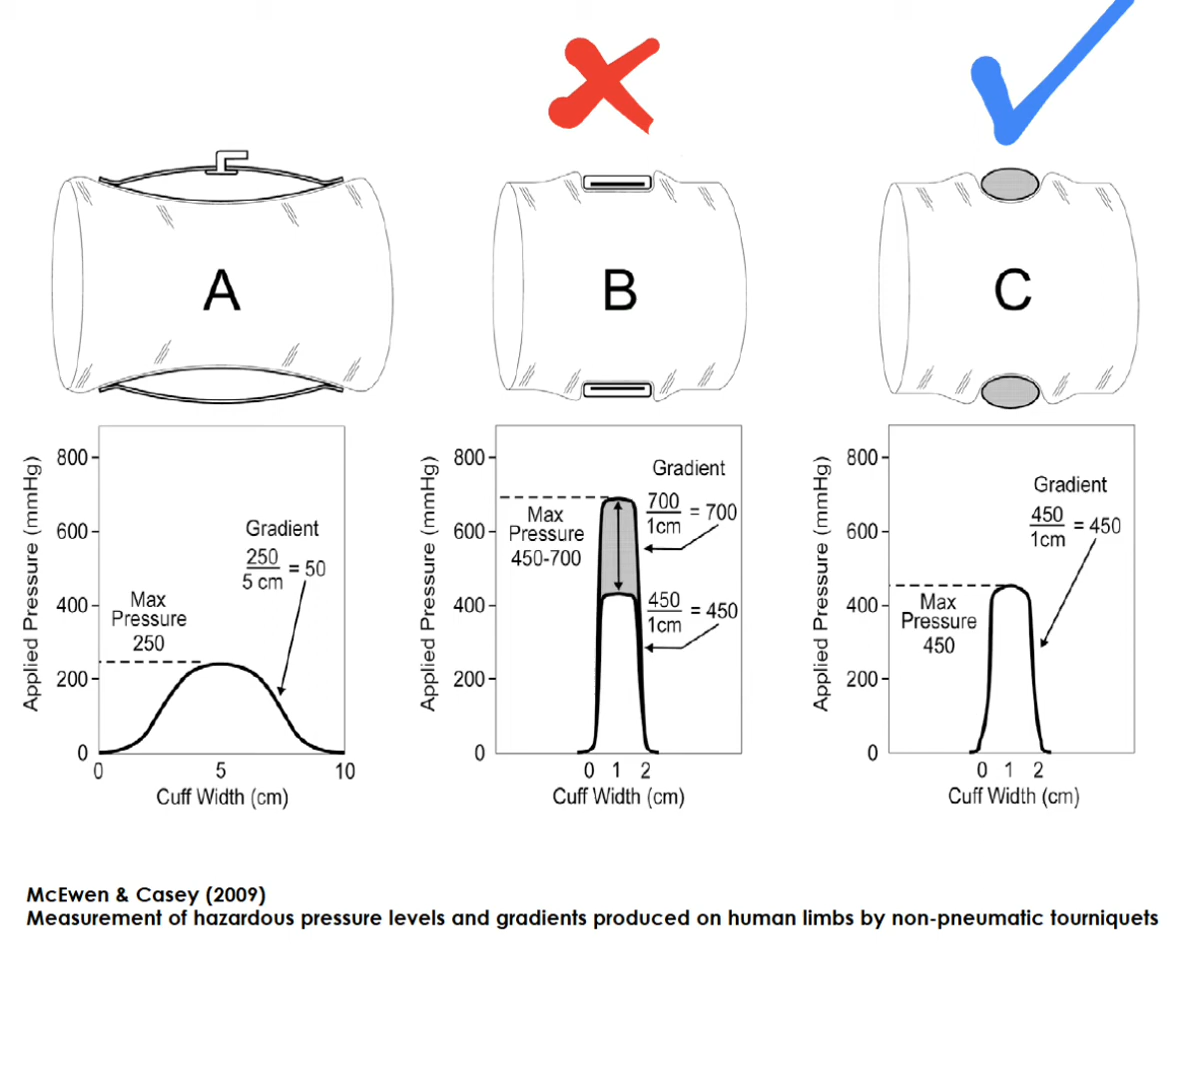 A
B
C
Applied Pressure (mmHg)
800
600
400
200
0
Max
Pressure
250
Gradient
250
5 cm
= 50
0
5
10
Cuff Width (cm)
Applied Pressure (mmHg)
800
600
400
200
0
Max
Pressure
450-700
Gradient
700
1cm
= 700
450
1cm
= 450
0 1 2
Cuff Width (cm)
Applied Pressure (mmHg)
800
600
400
200
0
Max
Pressure
450
Gradient
450
1cm
= 450
0 1 2
Cuff Width (cm)
McEwen & Casey (2009)
Measurement of hazardous pressure levels and gradients produced on human limbs by non-pneumatic tourniquets